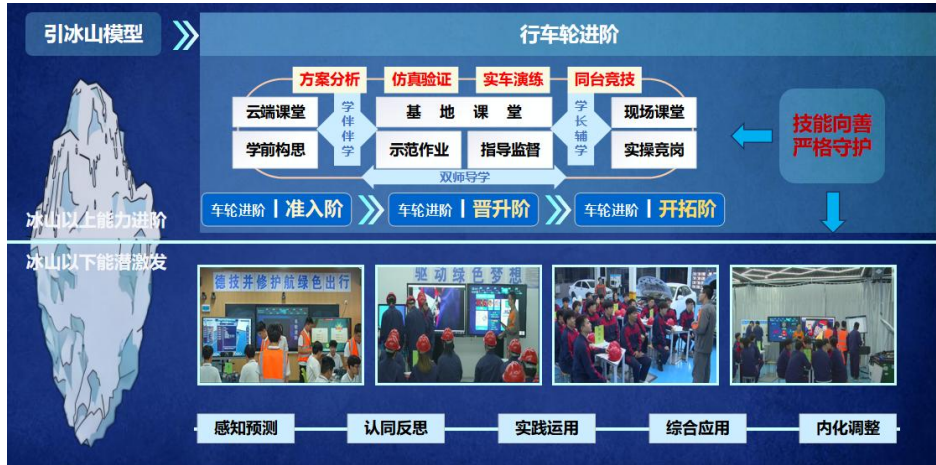 引冰山模型
行车轮进阶
方案分析
仿真验证
实车演练
同台竞技
云端课堂
学伴伴学
基地课堂
学长辅学
现场课堂
学前构思
示范作业
指导监督
实操竞岗
双师导学
技能向善
严格守护
车轮进阶|准入阶
车轮进阶|晋升阶
车轮进阶|开拓阶
冰山以上能力进阶
冰山以下能潜激发
德技并修护航绿色出行
驱动绿色梦想
感知预测
认同反思
实践运用
综合应用
内化调整